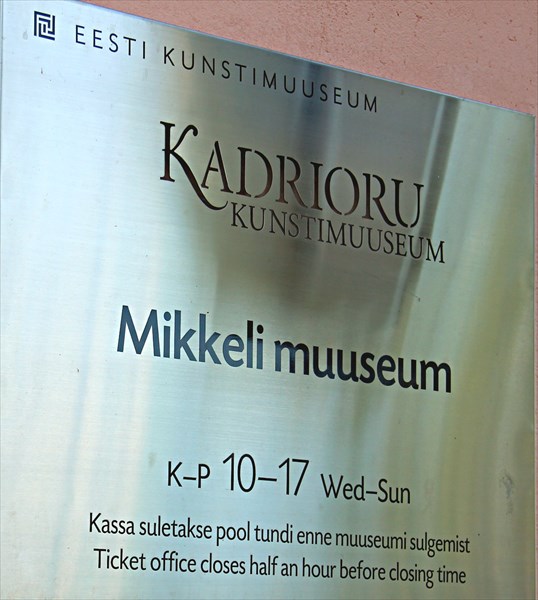 EESTI KUNSTIMUUSEUM
KADRIORU
KUNSTIMUUSEUM
Mikkeli muuseum
K–P 10–17 Wed–Sun
Kassa suletakse pool tundi enne muuseumi sulgemist
Ticket office closes half an hour before closing time